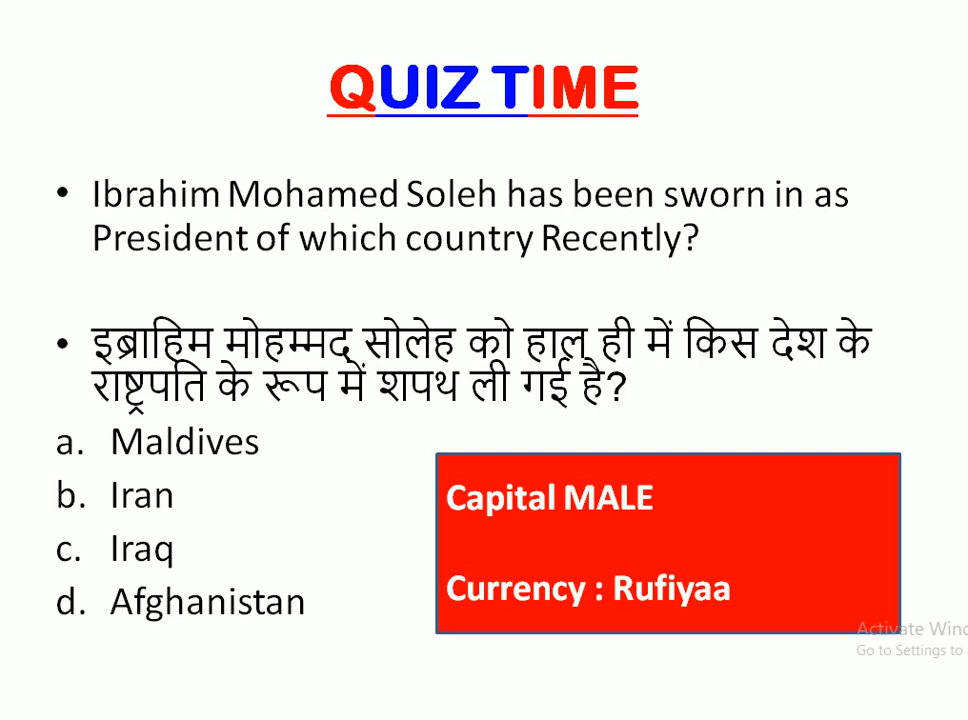 QUIZ TIME
• Ibrahim Mohamed Soleh has been sworn in as
President of which country Recently?
• इब्राहिम मोहम्मद सोलेह को हाल ही में किस देश के
राष्ट्रपति के रूप में शपथ ली गई है?
a. Maldives
b. Iran
c. Iraq
d. Afghanistan
Capital MALE
Currency : Rufiyaa
Activate Wind
Go to Settings to